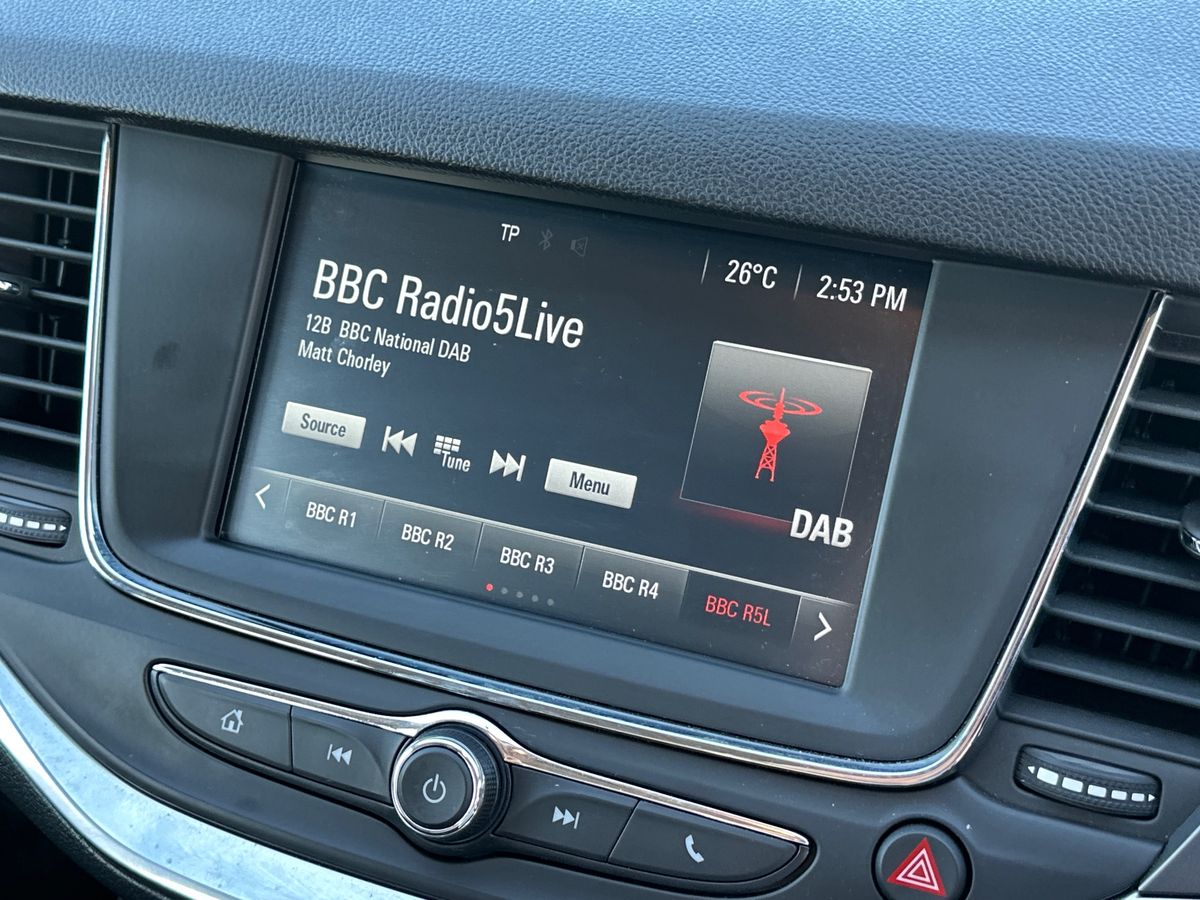 TP
26°C
2:53 PM
BBC Radio5Live
12B BBC National DAB
Matt Chorley
Source
Tune
Menu
DAB
BBC R1
BBC R2
BBC R3
BBC R4
BBC R5L